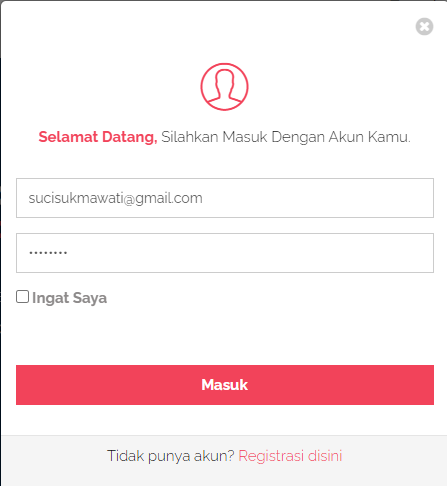 Selamat Datang, Silahkan Masuk Dengan Akun Kamu.
sucisukmawati@gmail.com
••••••••
Ingat Saya
Masuk
Tidak punya akun? Registrasi disini